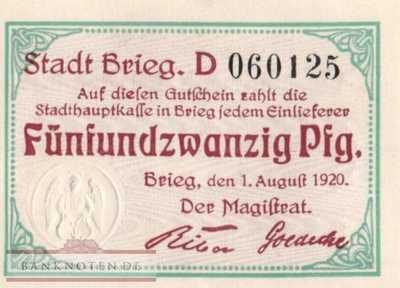 Stadt Brieg. D 060125
Auf diesen Gutschein zahlt die
Stadthauptkasse in Brieg jedem Einlieferer
Fünfundzwanzig Pfg.
Brieg, den 1. August 1920.
Der Magistrat.
BANKNOTEN.DE